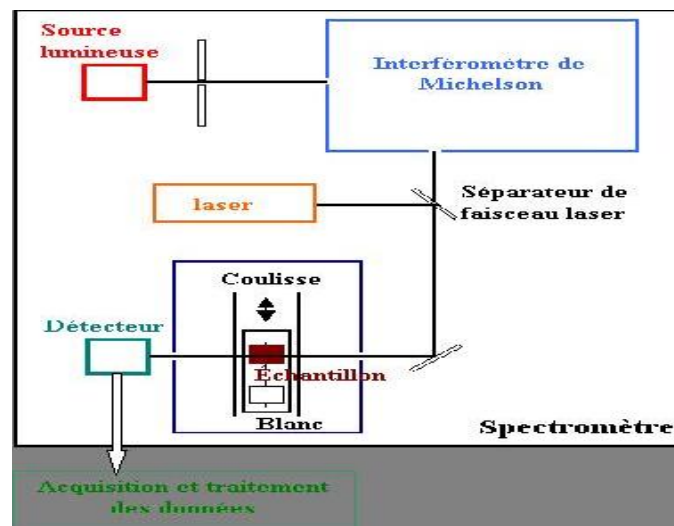 Source
lumineuse
Interféromètre de
Michelson
laser
Séparateur de
faisceau laser
Coulisse
Détecteur
Echantillon
Blanc
Spectromètre
Acquisition et traitement
des données